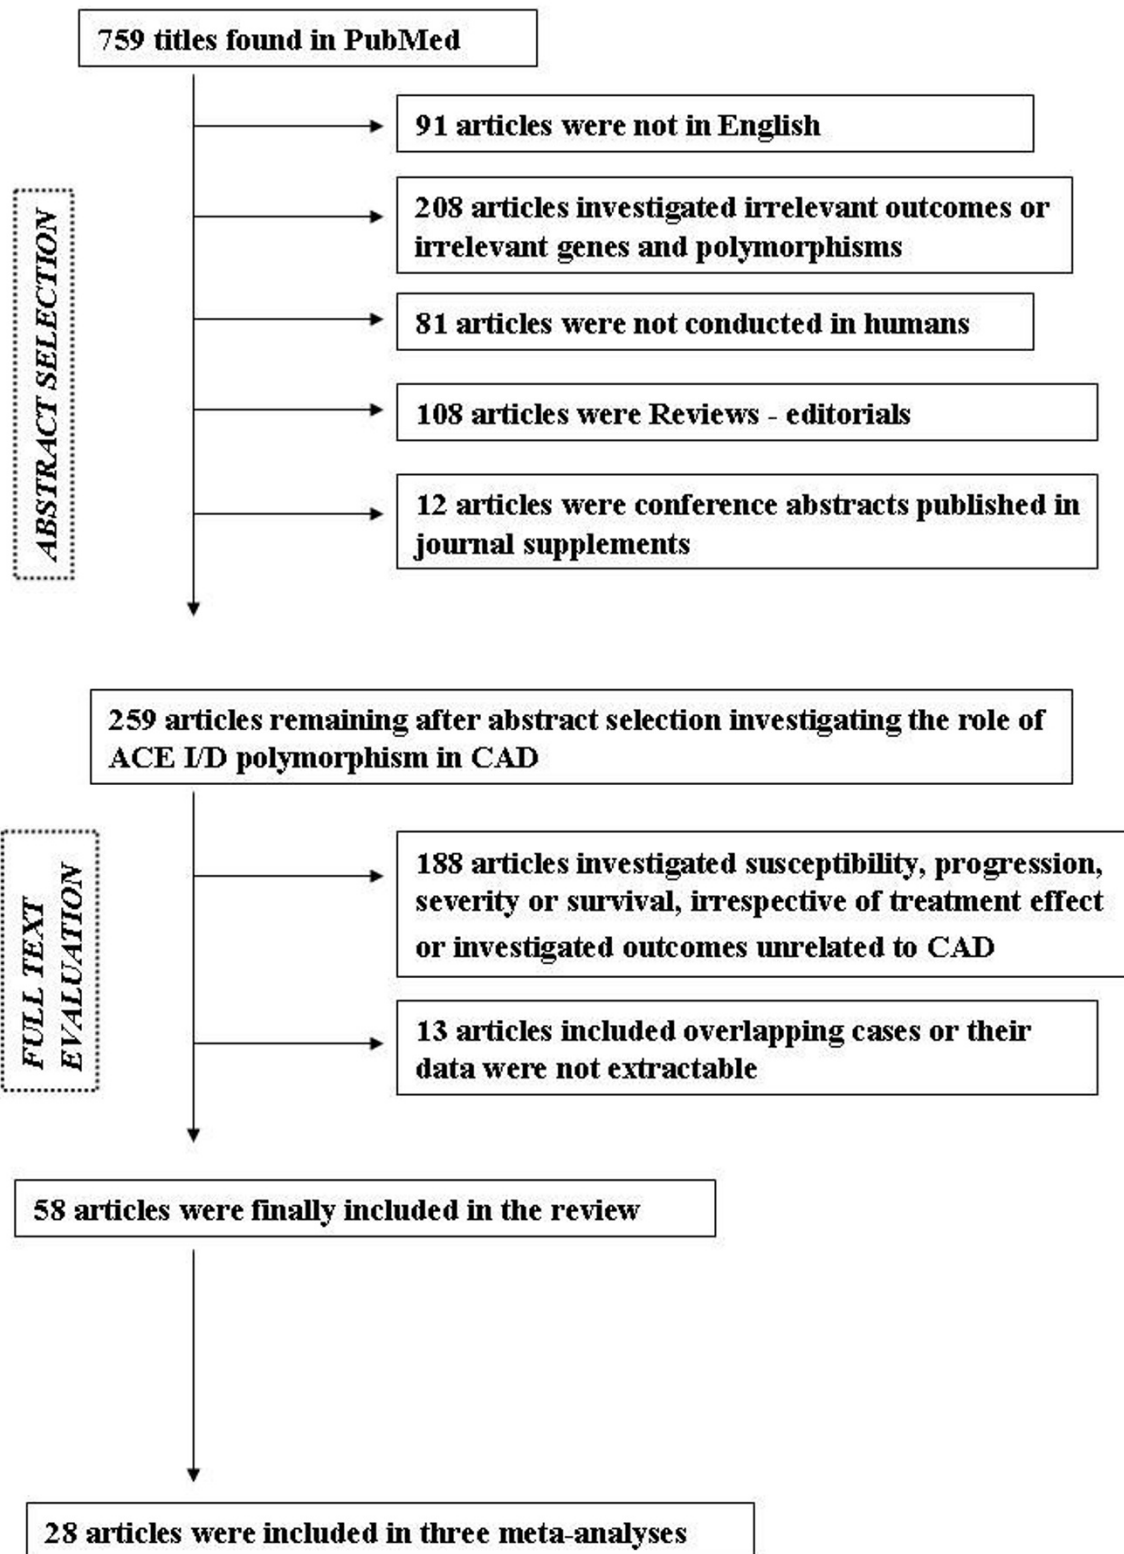 759 titles found in PubMed
91 articles were not in English
208 articles investigated irrelevant outcomes or
irrelevant genes and polymorphisms
81 articles were not conducted in humans
108 articles were Reviews - editorials
12 articles were conference abstracts published in
journal supplements
ABSTRACT SELECTION
259 articles remaining after abstract selection investigating the role of
ACE I/D polymorphism in CAD
188 articles investigated susceptibility, progression,
severity or survival, irrespective of treatment effect
or investigated outcomes unrelated to CAD
13 articles included overlapping cases or their
data were not extractable
FULL TEXT
EVALUATION
58 articles were finally included in the review
28 articles were included in three meta-analyses